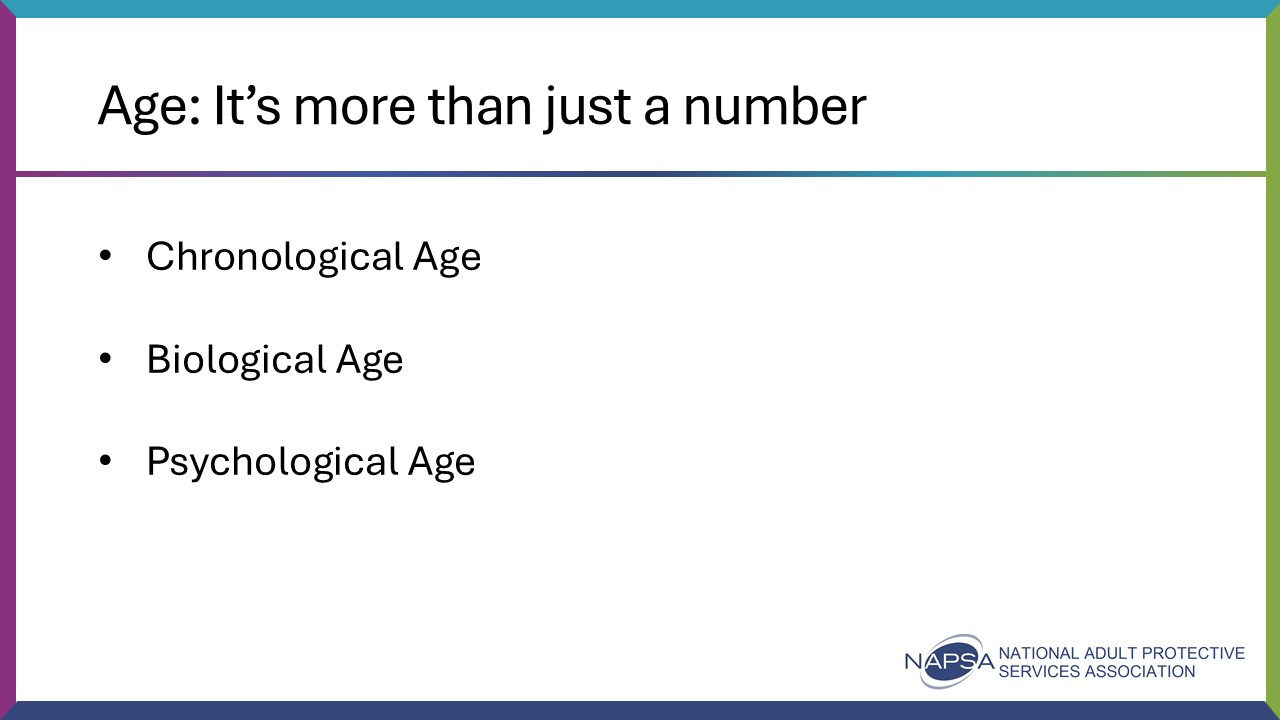 Age: It’s more than just a number
• Chronological Age
• Biological Age
• Psychological Age
NAPSA
NATIONAL ADULT PROTECTIVE
SERVICES ASSOCIATION